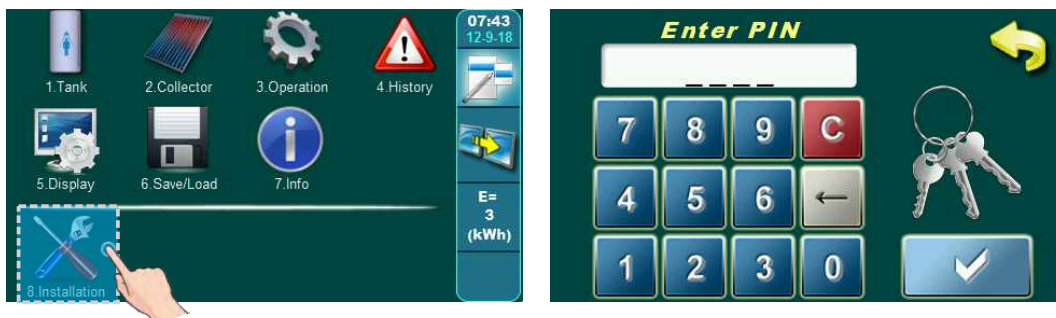 07:43
12-9-18
1.Tank
2.Collector
3.Operation
4.History
5.Display
6.Save/Load
7.Info
E=
3
(kWh)
8.Installation
Enter PIN
_ _ _ _
7 8 9 C
4 5 6 ←
1 2 3 0